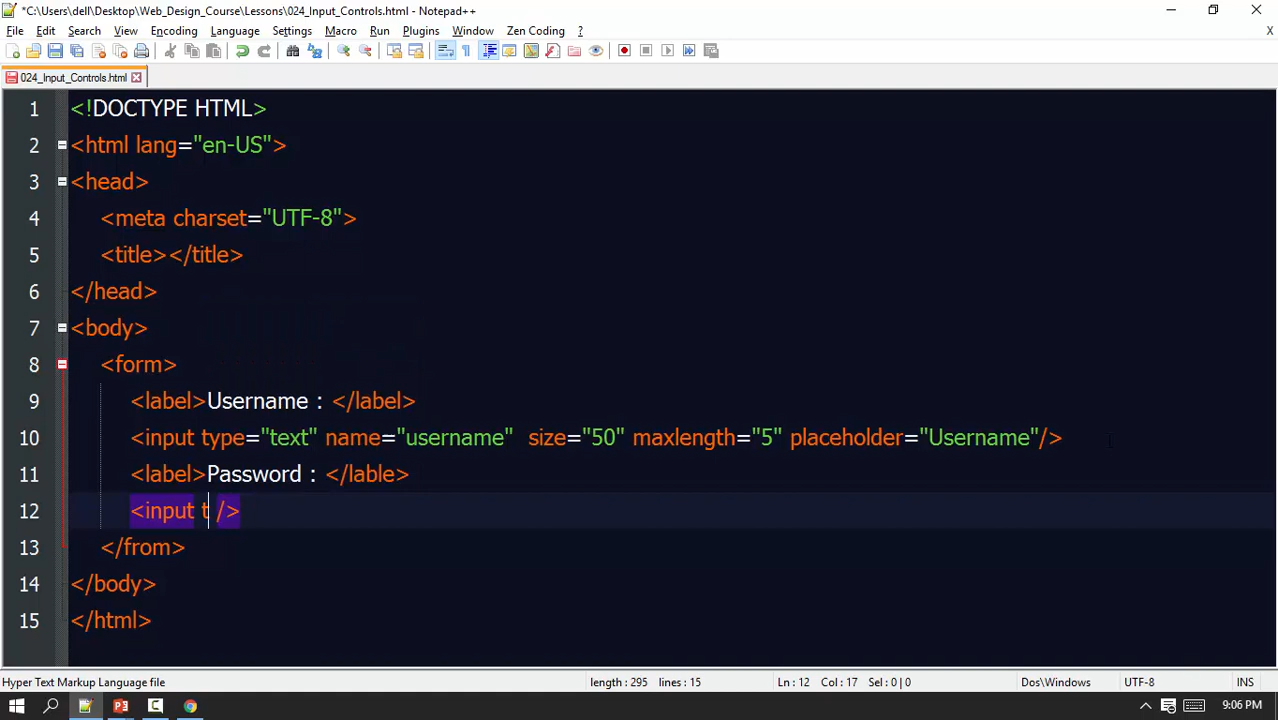 *C:\Users\dell\Desktop\Web_Design_Course\Lessons\024_Input_Controls.html - Notepad++
File Edit Search View Encoding Language Settings Macro Run Plugins Window Zen Coding ? X
024_Input_Controls.html
1 <!DOCTYPE HTML>
2 <html lang="en-US">
3 <head>
4 <meta charset="UTF-8">
5 <title></title>
6 </head>
7 <body>
8 <form>
9 <label>Username : </label>
10 <input type="text" name="username"  size="50" maxlength="5" placeholder="Username"/>
11 <label>Password : </lable>
12 <input t />
13 </from>
14 </body>
15 </html>
Hyper Text Markup Language file length : 295 lines : 15 Ln : 12 Col : 17 Sel : 0 | 0 Dos\Windows UTF-8 INS
9:06 PM